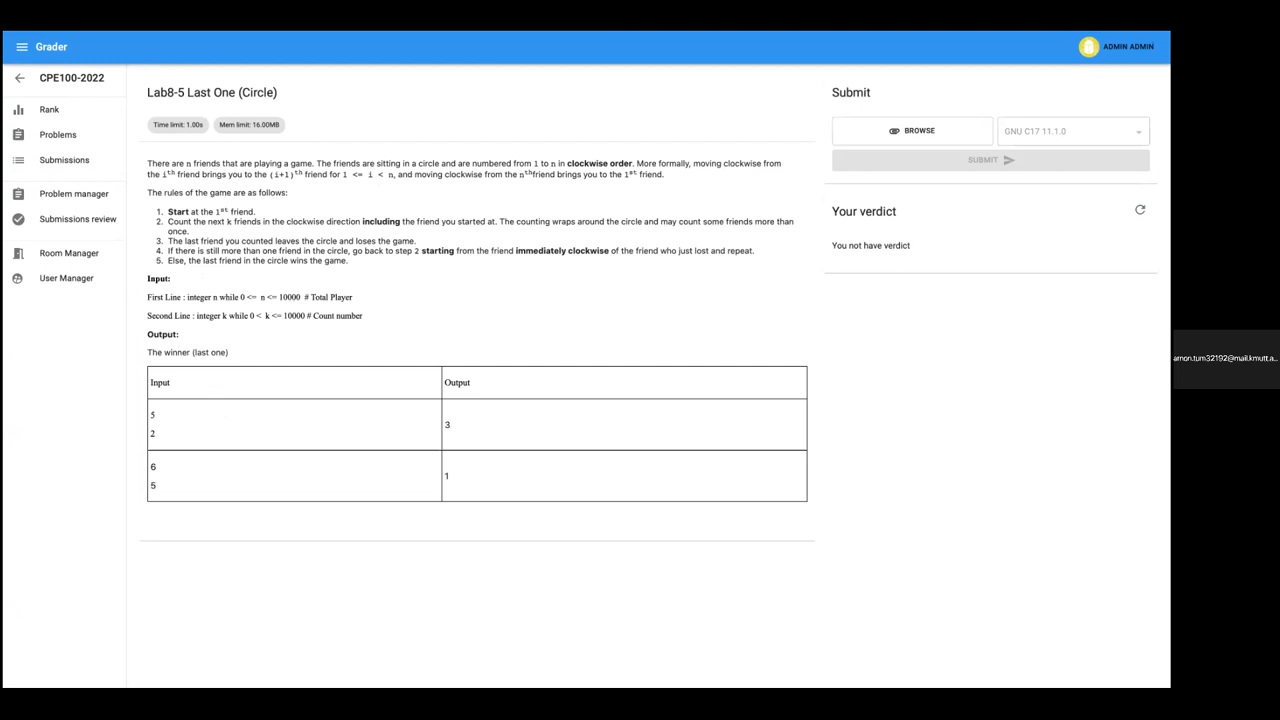 Grader
ADMIN ADMIN
CPE100-2022
Rank
Problems
Submissions
Problem manager
Submissions review
Room Manager
User Manager
Lab8-5 Last One (Circle)
Time limit: 1.00s
Mem limit: 16.00MB
There are n friends that are playing a game. The friends are sitting in a circle and are numbered from 1 to n in clockwise order. More formally, moving clockwise from
the ith friend brings you to the (i+1)th friend for 1 <= i < n, and moving clockwise from the nthfriend brings you to the 1st friend.
The rules of the game are as follows:
1. Start at the 1st friend.
2. Count the next k friends in the clockwise direction including the friend you started at. The counting wraps around the circle and may count some friends more than
once.
3. The last friend you counted leaves the circle and loses the game.
4. If there is still more than one friend in the circle, go back to step 2 starting from the friend immediately clockwise of the friend who just lost and repeat.
5. Else, the last friend in the circle wins the game.
Input:
First Line : integer n while 0 <= n <= 10000 # Total Player
Second Line : integer k while 0 < k <= 10000 # Count number
Output:
The winner (last one)
Input
Output
5
2
3
6
5
1
Submit
BROWSE
GNU C17 11.1.0
SUBMIT
Your verdict
You not have verdict
arnon.tum32192@mail.kmutt.a...